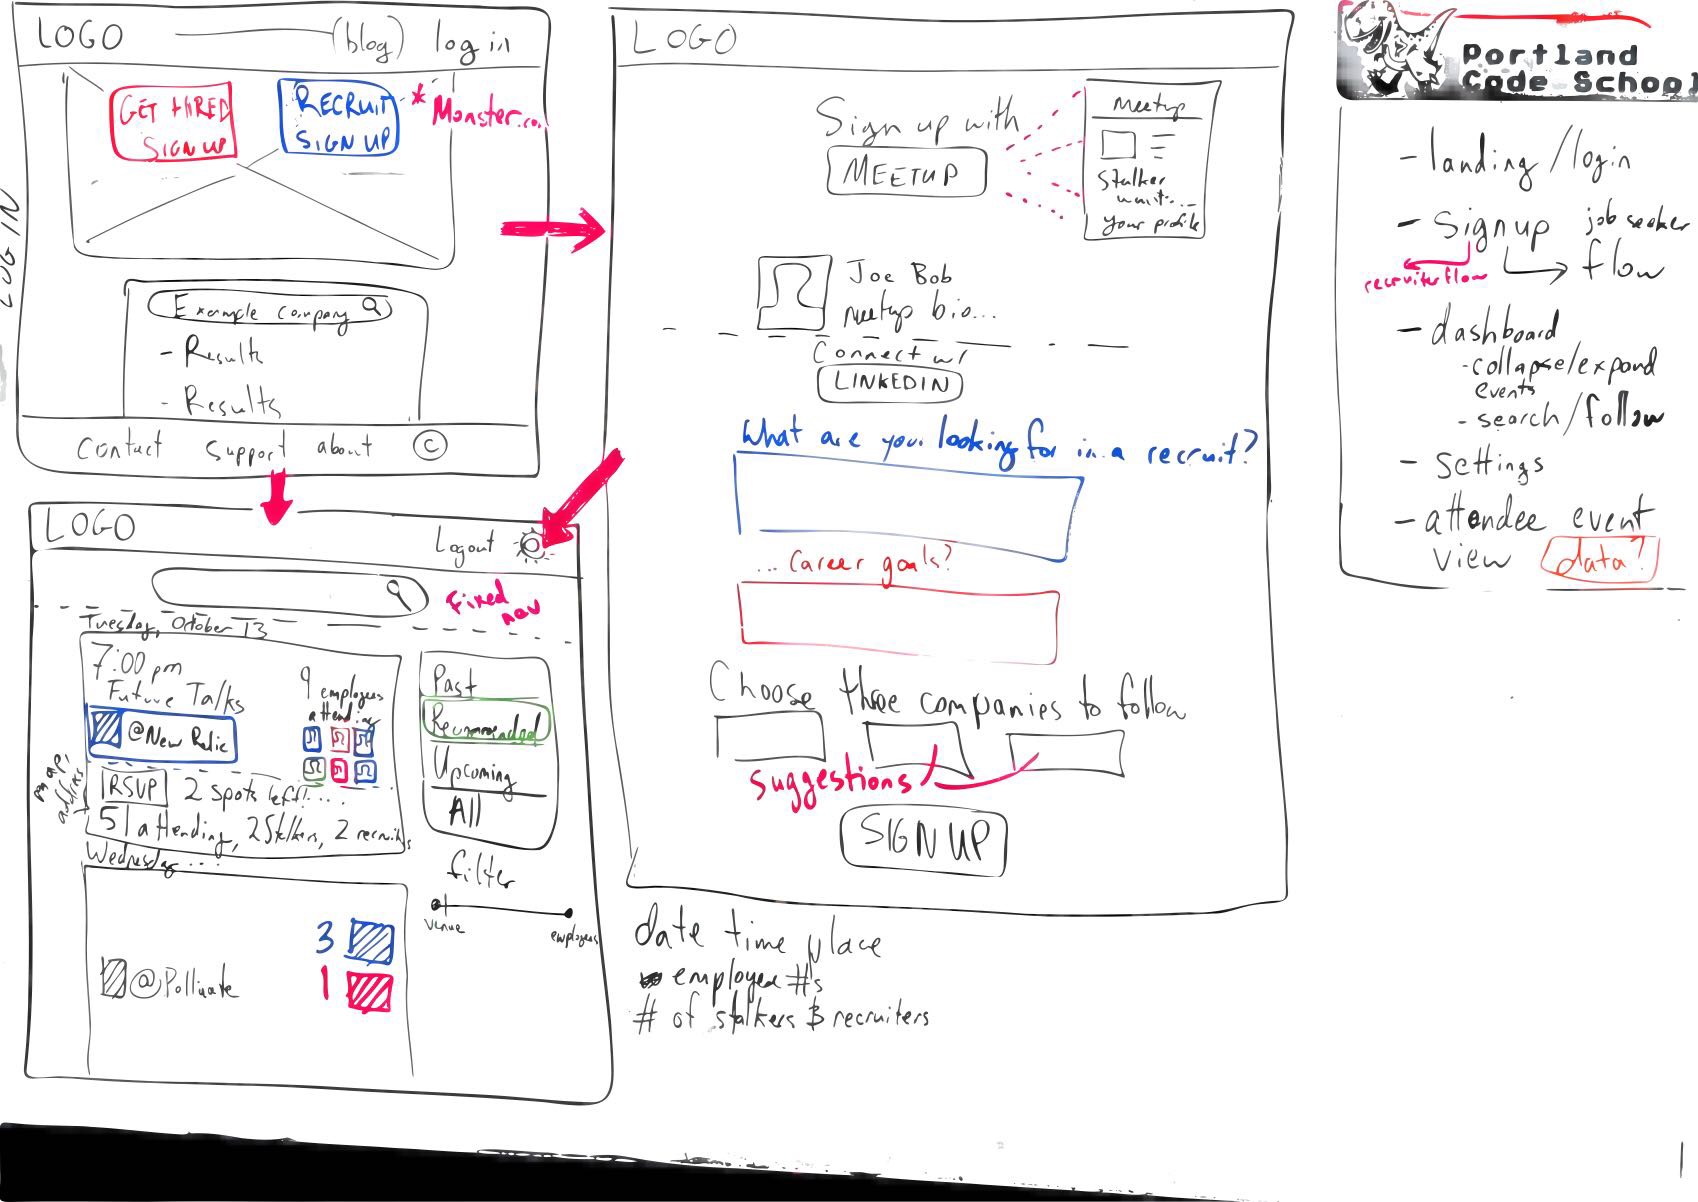 LOGO
(blog)
log in
GET HIRED
SIGN UP
RECRUIT
SIGN UP
* Monster.co.
LOG IN
Example company
- Results
- Results
Contact
Support
about
©
LOGO
Logout
fixed
nav
Tuesday, October 13
7:00 pm
Future Talks
@New Relic
9 employees
attending
RSVP
2 spots left!....
51 attending, 2 Stalkers, 2 recruits
address
Wednesday ...
@Pollinate
3
1
Past
Recommended
Upcoming
All
filter
venue
employees
LOGO
Sign up with
MEETUP
Meetup
Stalker
wait...
your profile
Joe Bob
meetup bio...
Connect w/
LINKEDIN
What are you looking for in a recruit?
... Career goals?
Choose three companies to follow
suggestions
SIGN UP
date time place
employee #s
# of stalkers & recruiters
Portland
Code School
- landing/login
- Signup
job seeker
flow
recruiter flow
- dashboard
- collapse/expand
events
- search/follow
- Settings
- attendee event
view
data?